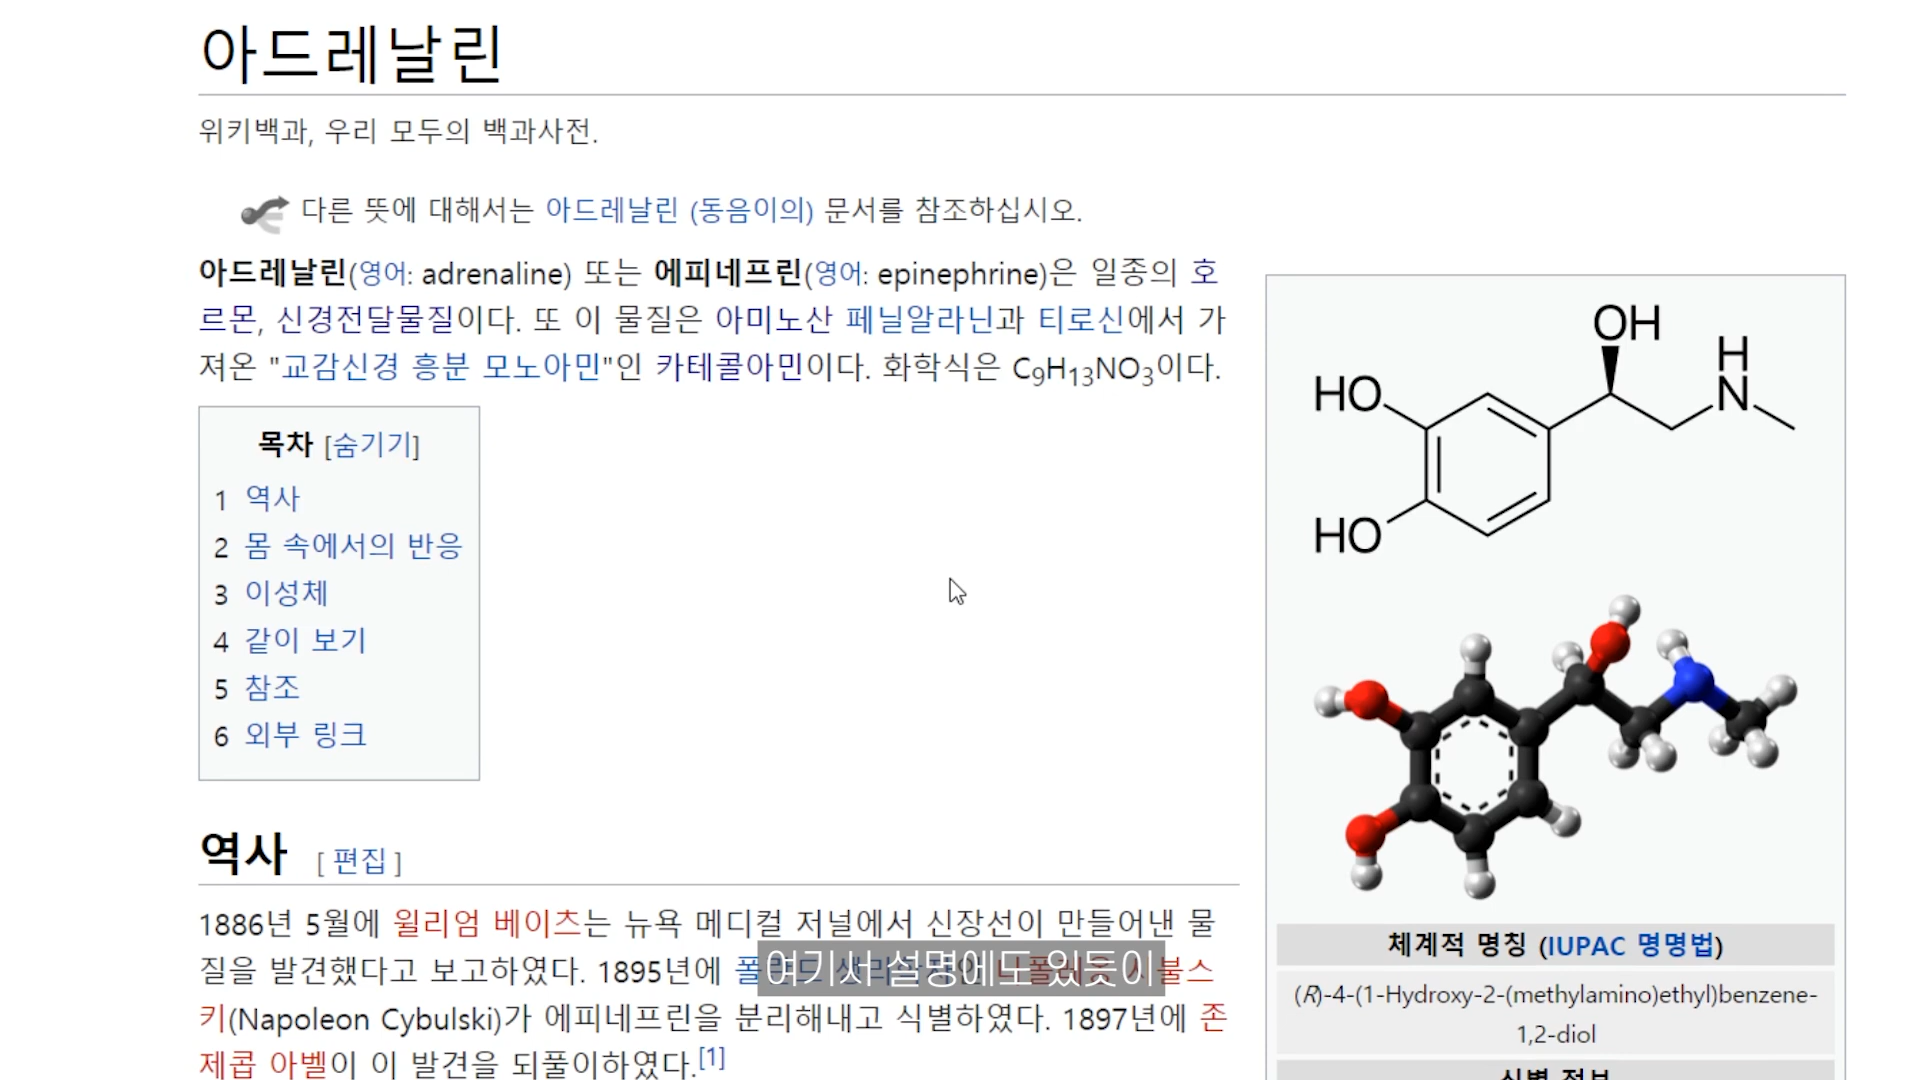 아드레날린
위키백과, 우리 모두의 백과사전.
다른 뜻에 대해서는 아드레날린 (동음이의) 문서를 참조하십시오.
아드레날린(영어: adrenaline) 또는 에피네프린(영어: epinephrine)은 일종의 호
르몬, 신경전달물질이다. 또 이 물질은 아미노산 페닐알라닌과 티로신에서 가
져온 "교감신경 흥분 모노아민"인 카테콜아민이다. 화학식은 C₉H₁₃NO₃이다.
목차 [숨기기]
1 역사
2 몸 속에서의 반응
3 이성체
4 같이 보기
5 참조
6 외부 링크
역사 [ 편집 ]
1886년 5월에 윌리엄 베이츠는 뉴욕 메디컬 저널에서 신장선이 만들어낸 물
질을 발견했다고 보고하였다. 1895년에 불스
키(Napoleon Cybulski)가 에피네프린을 분리해내고 식별하였다. 1897년에 존
제콥 아벨이 이 발견을 되풀이하였다.[1]
여기서 설명에도 있듯이
OH
H
N
HO
HO
체계적 명칭 (IUPAC 명명법)
(R)-4-(1-Hydroxy-2-(methylamino)ethyl)benzene-
1,2-diol